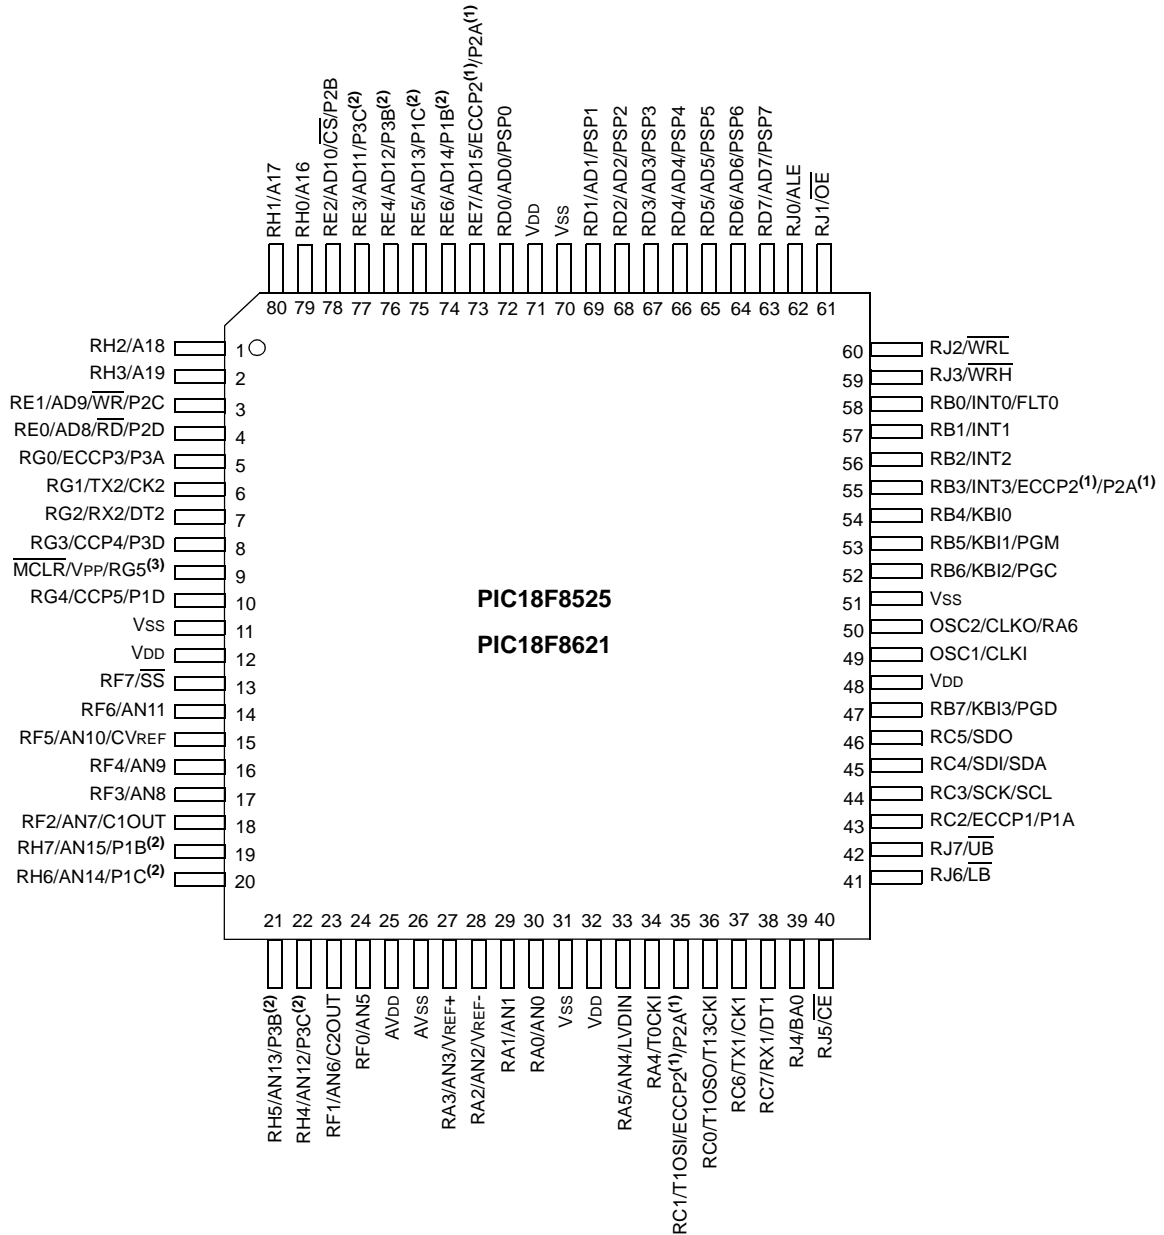 RH1/A17
RH0/A16
RE2/AD10/C̅S̅/P2B
RE3/AD11/P3C(2)
RE4/AD12/P3B(2)
RE5/AD13/P1C(2)
RE6/AD14/P1B(2)
RE7/AD15/ECCP2(1)/P2A(1)
RD0/AD0/PSP0
VDD
VSS
RD1/AD1/PSP1
RD2/AD2/PSP2
RD3/AD3/PSP3
RD4/AD4/PSP4
RD5/AD5/PSP5
RD6/AD6/PSP6
RD7/AD7/PSP7
RJ0/ALE
RJ1/O̅E̅
80 79 78 77 76 75 74 73 72 71 70 69 68 67 66 65 64 63 62 61
RH2/A18 1
RH3/A19 2
RE1/AD9/W̅R̅/P2C 3
RE0/AD8/R̅D̅/P2D 4
RG0/ECCP3/P3A 5
RG1/TX2/CK2 6
RG2/RX2/DT2 7
RG3/CCP4/P3D 8
M̅C̅L̅R̅/VPP/RG5(3) 9
RG4/CCP5/P1D 10
VSS 11
VDD 12
RF7/S̅S̅ 13
RF6/AN11 14
RF5/AN10/CVREF 15
RF4/AN9 16
RF3/AN8 17
RF2/AN7/C1OUT 18
RH7/AN15/P1B(2) 19
RH6/AN14/P1C(2) 20
PIC18F8525
PIC18F8621
60 RJ2/W̅R̅L̅
59 RJ3/W̅R̅H̅
58 RB0/INT0/FLT0
57 RB1/INT1
56 RB2/INT2
55 RB3/INT3/ECCP2(1)/P2A(1)
54 RB4/KBI0
53 RB5/KBI1/PGM
52 RB6/KBI2/PGC
51 VSS
50 OSC2/CLKO/RA6
49 OSC1/CLKI
48 VDD
47 RB7/KBI3/PGD
46 RC5/SDO
45 RC4/SDI/SDA
44 RC3/SCK/SCL
43 RC2/ECCP1/P1A
42 RJ7/U̅B̅
41 RJ6/L̅B̅
21 22 23 24 25 26 27 28 29 30 31 32 33 34 35 36 37 38 39 40
RH5/AN13/P3B(2)
RH4/AN12/P3C(2)
RF1/AN6/C2OUT
RF0/AN5
AVDD
AVSS
RA3/AN3/VREF+
RA2/AN2/VREF-
RA1/AN1
RA0/AN0
VSS
VDD
RA5/AN4/LVDIN
RA4/T0CKI
RC1/T1OSI/ECCP2(1)/P2A(1)
RC0/T1OSO/T13CKI
RC6/TX1/CK1
RC7/RX1/DT1
RJ4/BA0
RJ5/C̅E̅